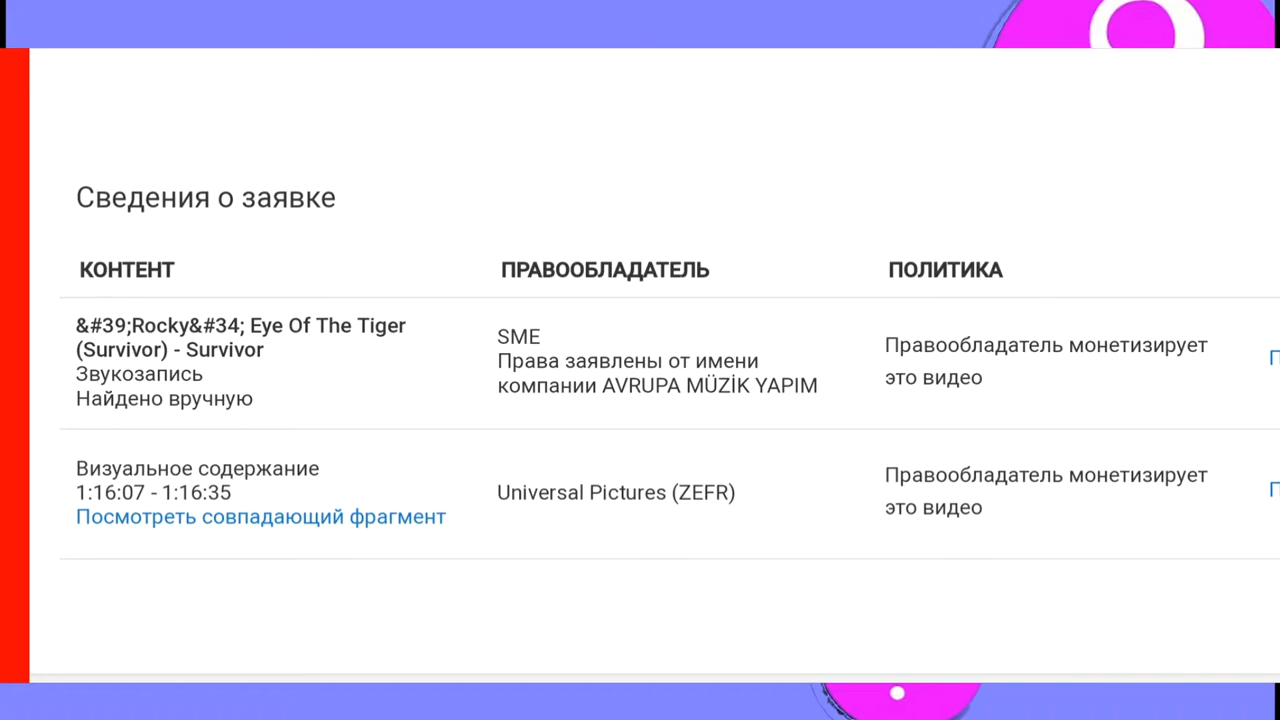 Сведения о заявке
КОНТЕНТ
ПРАВООБЛАДАТЕЛЬ
ПОЛИТИКА
&#39;Rocky&#34; Eye Of The Tiger
(Survivor) - Survivor
Звукозапись
Найдено вручную
SME
Права заявлены от имени
компании AVRUPA MÜZİK YAPIM
Правообладатель монетизирует
это видео
Визуальное содержание
1:16:07 - 1:16:35
Посмотреть совпадающий фрагмент
Universal Pictures (ZEFR)
Правообладатель монетизирует
это видео